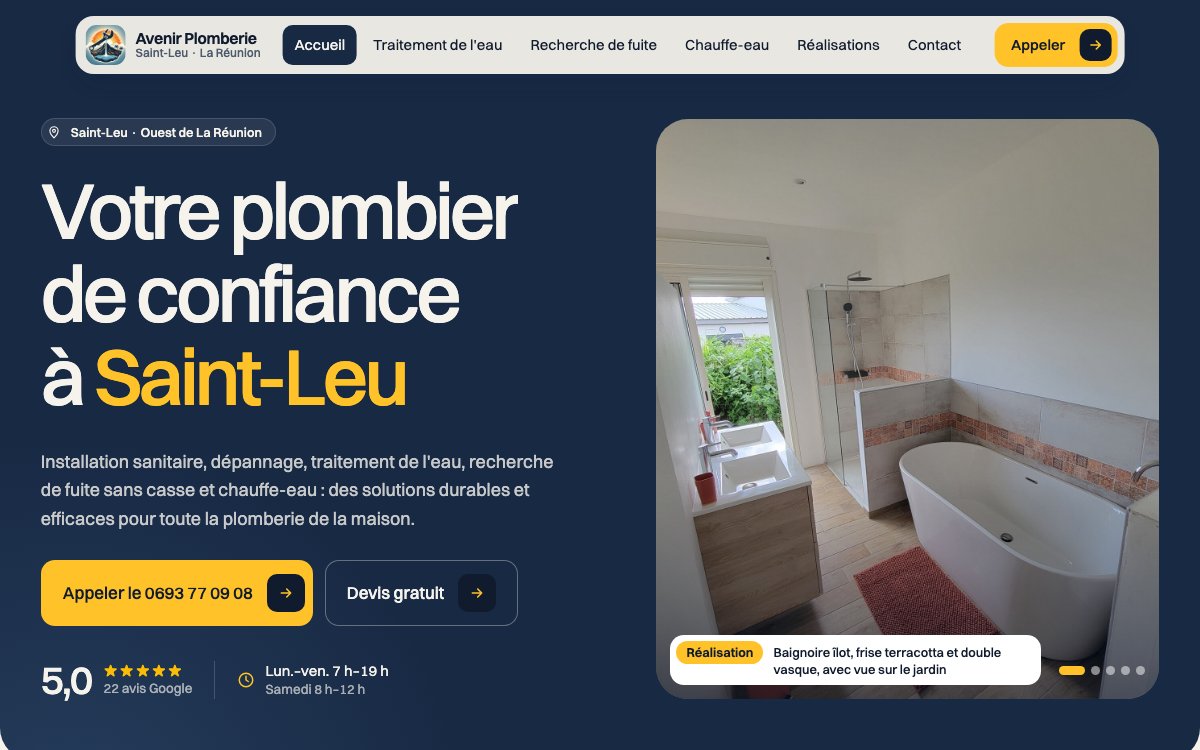 Avenir Plomberie
Saint-Leu · La Réunion
Accueil
Traitement de l'eau
Recherche de fuite
Chauffe-eau
Réalisations
Contact
Appeler
Saint-Leu · Ouest de La Réunion
Votre plombier
de confiance
à Saint-Leu
Installation sanitaire, dépannage, traitement de l'eau, recherche
de fuite sans casse et chauffe-eau : des solutions durables et
efficaces pour toute la plomberie de la maison.
Appeler le 0693 77 09 08
Devis gratuit
5,0
22 avis Google
Lun.–ven. 7 h–19 h
Samedi 8 h–12 h
Réalisation
Baignoire îlot, frise terracotta et double
vasque, avec vue sur le jardin